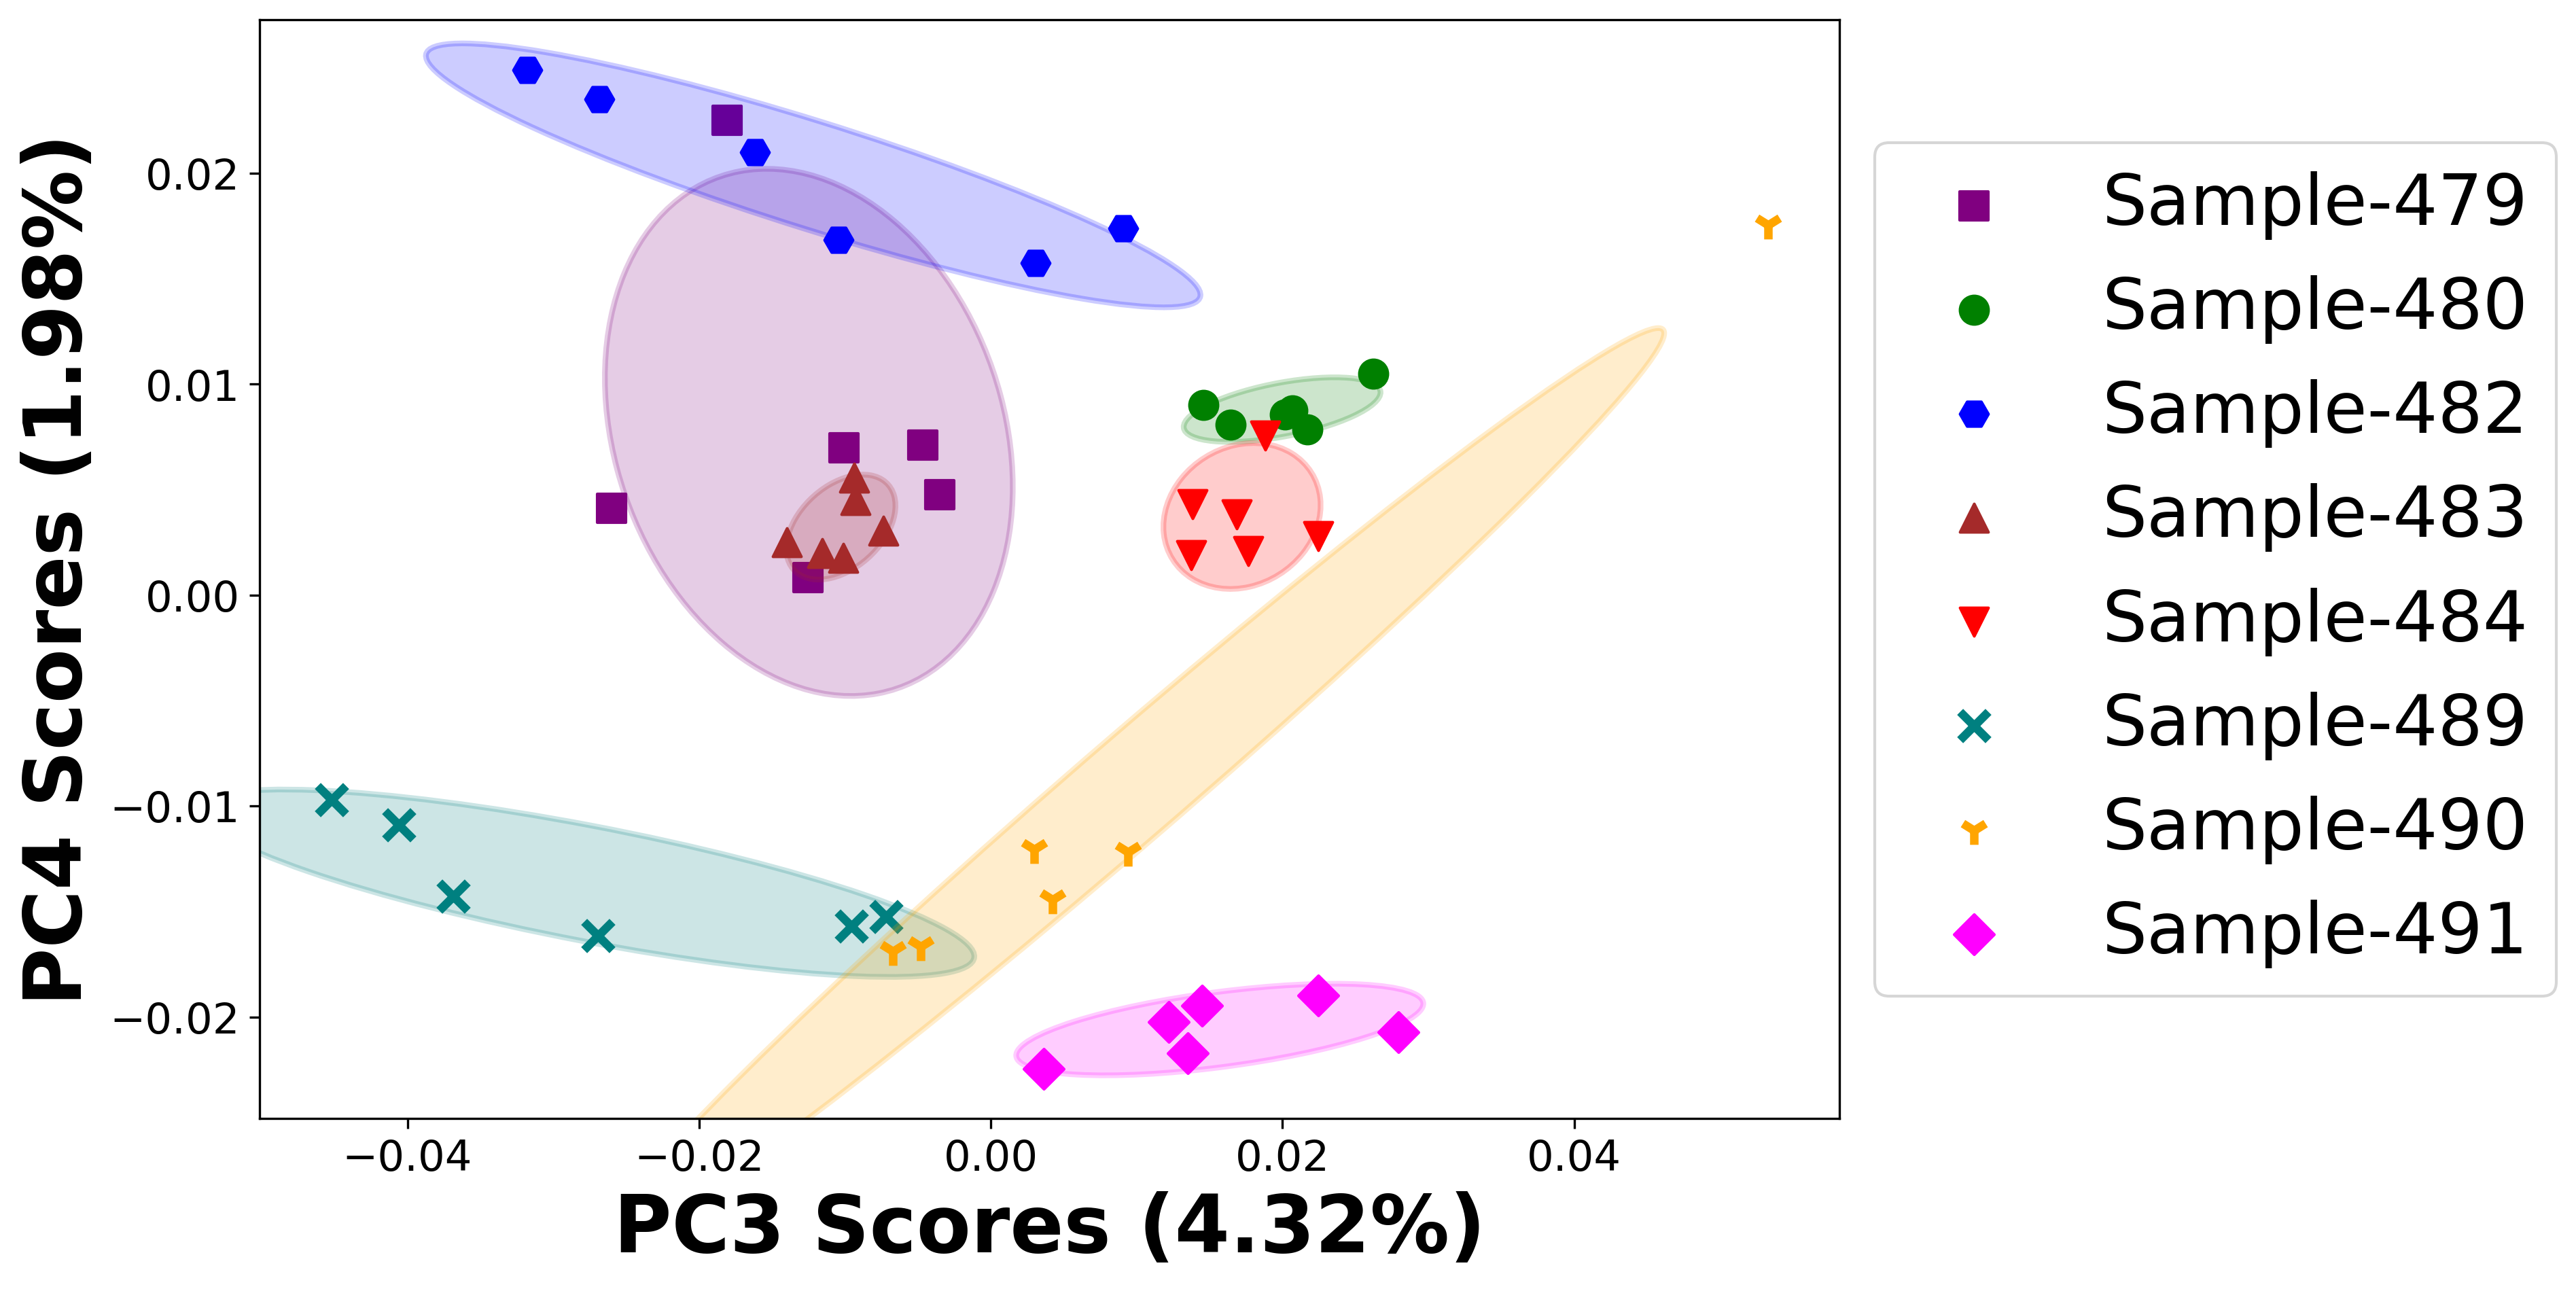 PC4 Scores (1.98%)
0.02
0.01
0.00
−0.01
−0.02
−0.04
−0.02
0.00
0.02
0.04
PC3 Scores (4.32%)
Sample-479
Sample-480
Sample-482
Sample-483
Sample-484
Sample-489
Sample-490
Sample-491